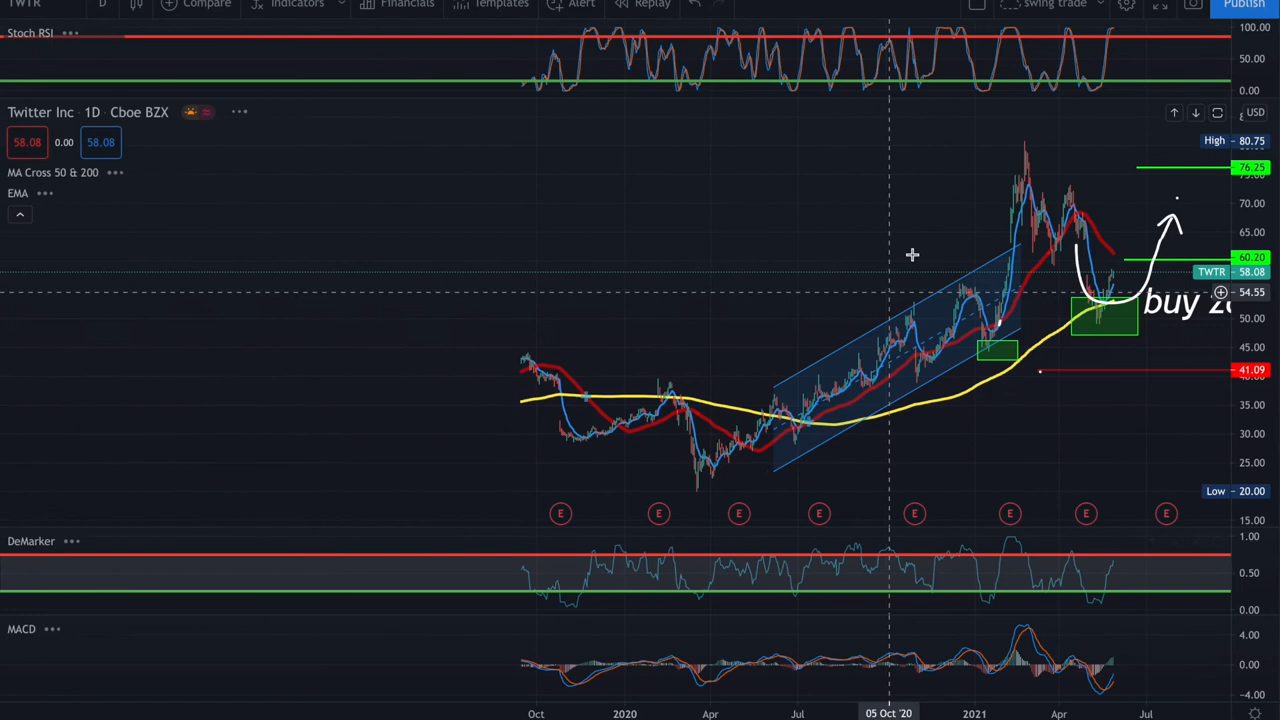 TWTR D Compare Indicators Financials Templates Alert Replay swing trade Publish
Stoch RSI
100.00
50.00
0.00
Twitter Inc · 1D · Cboe BZX
USD
58.08 0.00 58.08
High 80.75
MA Cross 50 & 200
76.25
75.00
EMA
70.00
65.00
60.20
TWTR 58.08
54.55
buy zo
50.00
45.00
41.09
40.00
35.00
30.00
25.00
Low 20.00
15.00
E E E E E E E E
DeMarker
1.00
0.50
0.00
MACD
4.00
0.00
-4.00
Oct 2020 Apr Jul 05 Oct '20 2021 Apr Jul